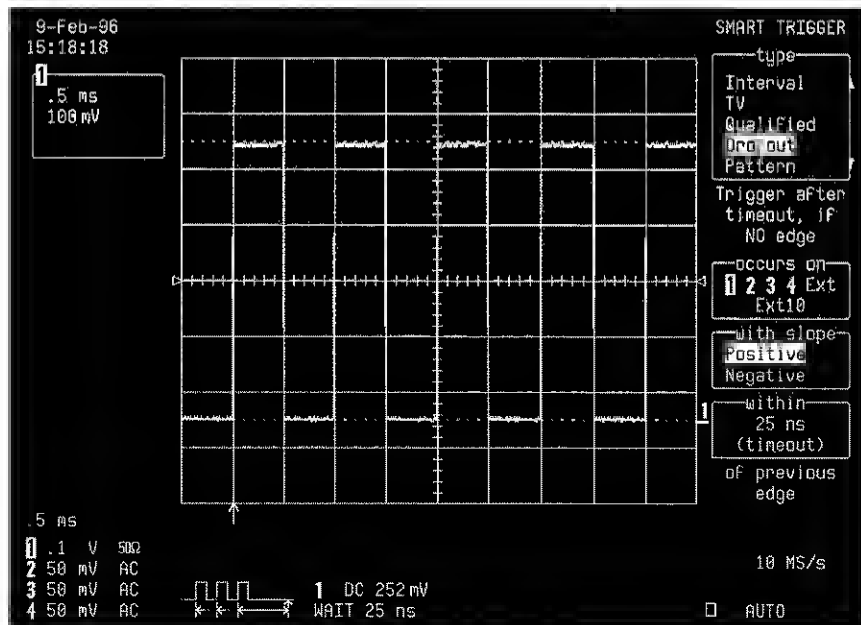 9-Feb-96
15:18:18
1
.5 ms
100 mV
SMART TRIGGER
type
Interval
TV
Qualified
Dro out
Pattern
Trigger after
timeout, if
NO edge
occurs on
1 2 3 4 Ext
Ext10
with slope
Positive
Negative
within
25 ns
(timeout)
of previous
edge
1
.5 ms
1 .1 V 50Ω
2 50 mV AC
3 50 mV AC
4 50 mV AC
1 DC 252 mV
WAIT 25 ns
10 MS/s
AUTO